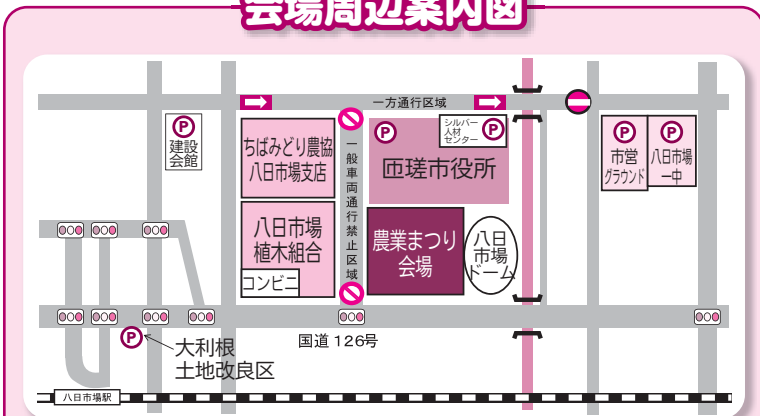 会場周辺案内図
一方通行区域
P
建設
会館
ちばみどり農協
八日市場支店
一般車両通行禁止区域
P
シルバー
人材
センター
P
匝瑳市役所
P
市営
グラウンド
P
八日市場
一中
八日市場
植木組合
コンビニ
農業まつり
会場
八日
市場
ドーム
P
大利根
土地改良区
国道126号
八日市場駅